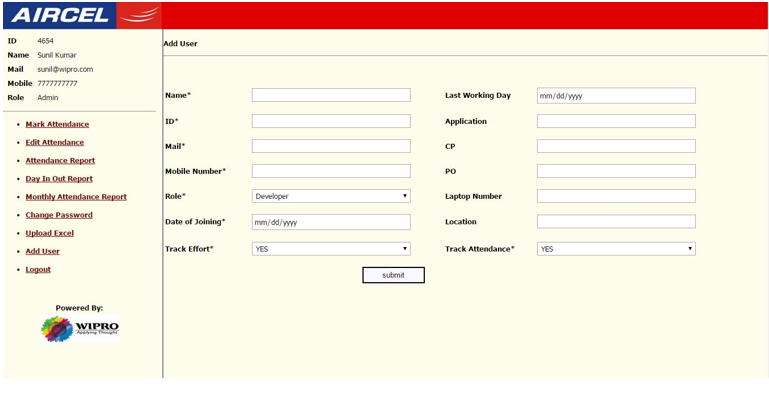 AIRCEL
ID 4654
Name Sunil Kumar
Mail sunil@wipro.com
Mobile 7777777777
Role Admin
• Mark Attendance
• Edit Attendance
• Attendance Report
• Day In Out Report
• Monthly Attendance Report
• Change Password
• Upload Excel
• Add User
• Logout
Powered By:
WIPRO
Applying Thought
Add User
Name* Last Working Day mm/dd/yyyy
ID* Application
Mail* CP
Mobile Number* PO
Role* Developer Laptop Number
Date of Joining* mm/dd/yyyy Location
Track Effort* YES Track Attendance* YES
submit